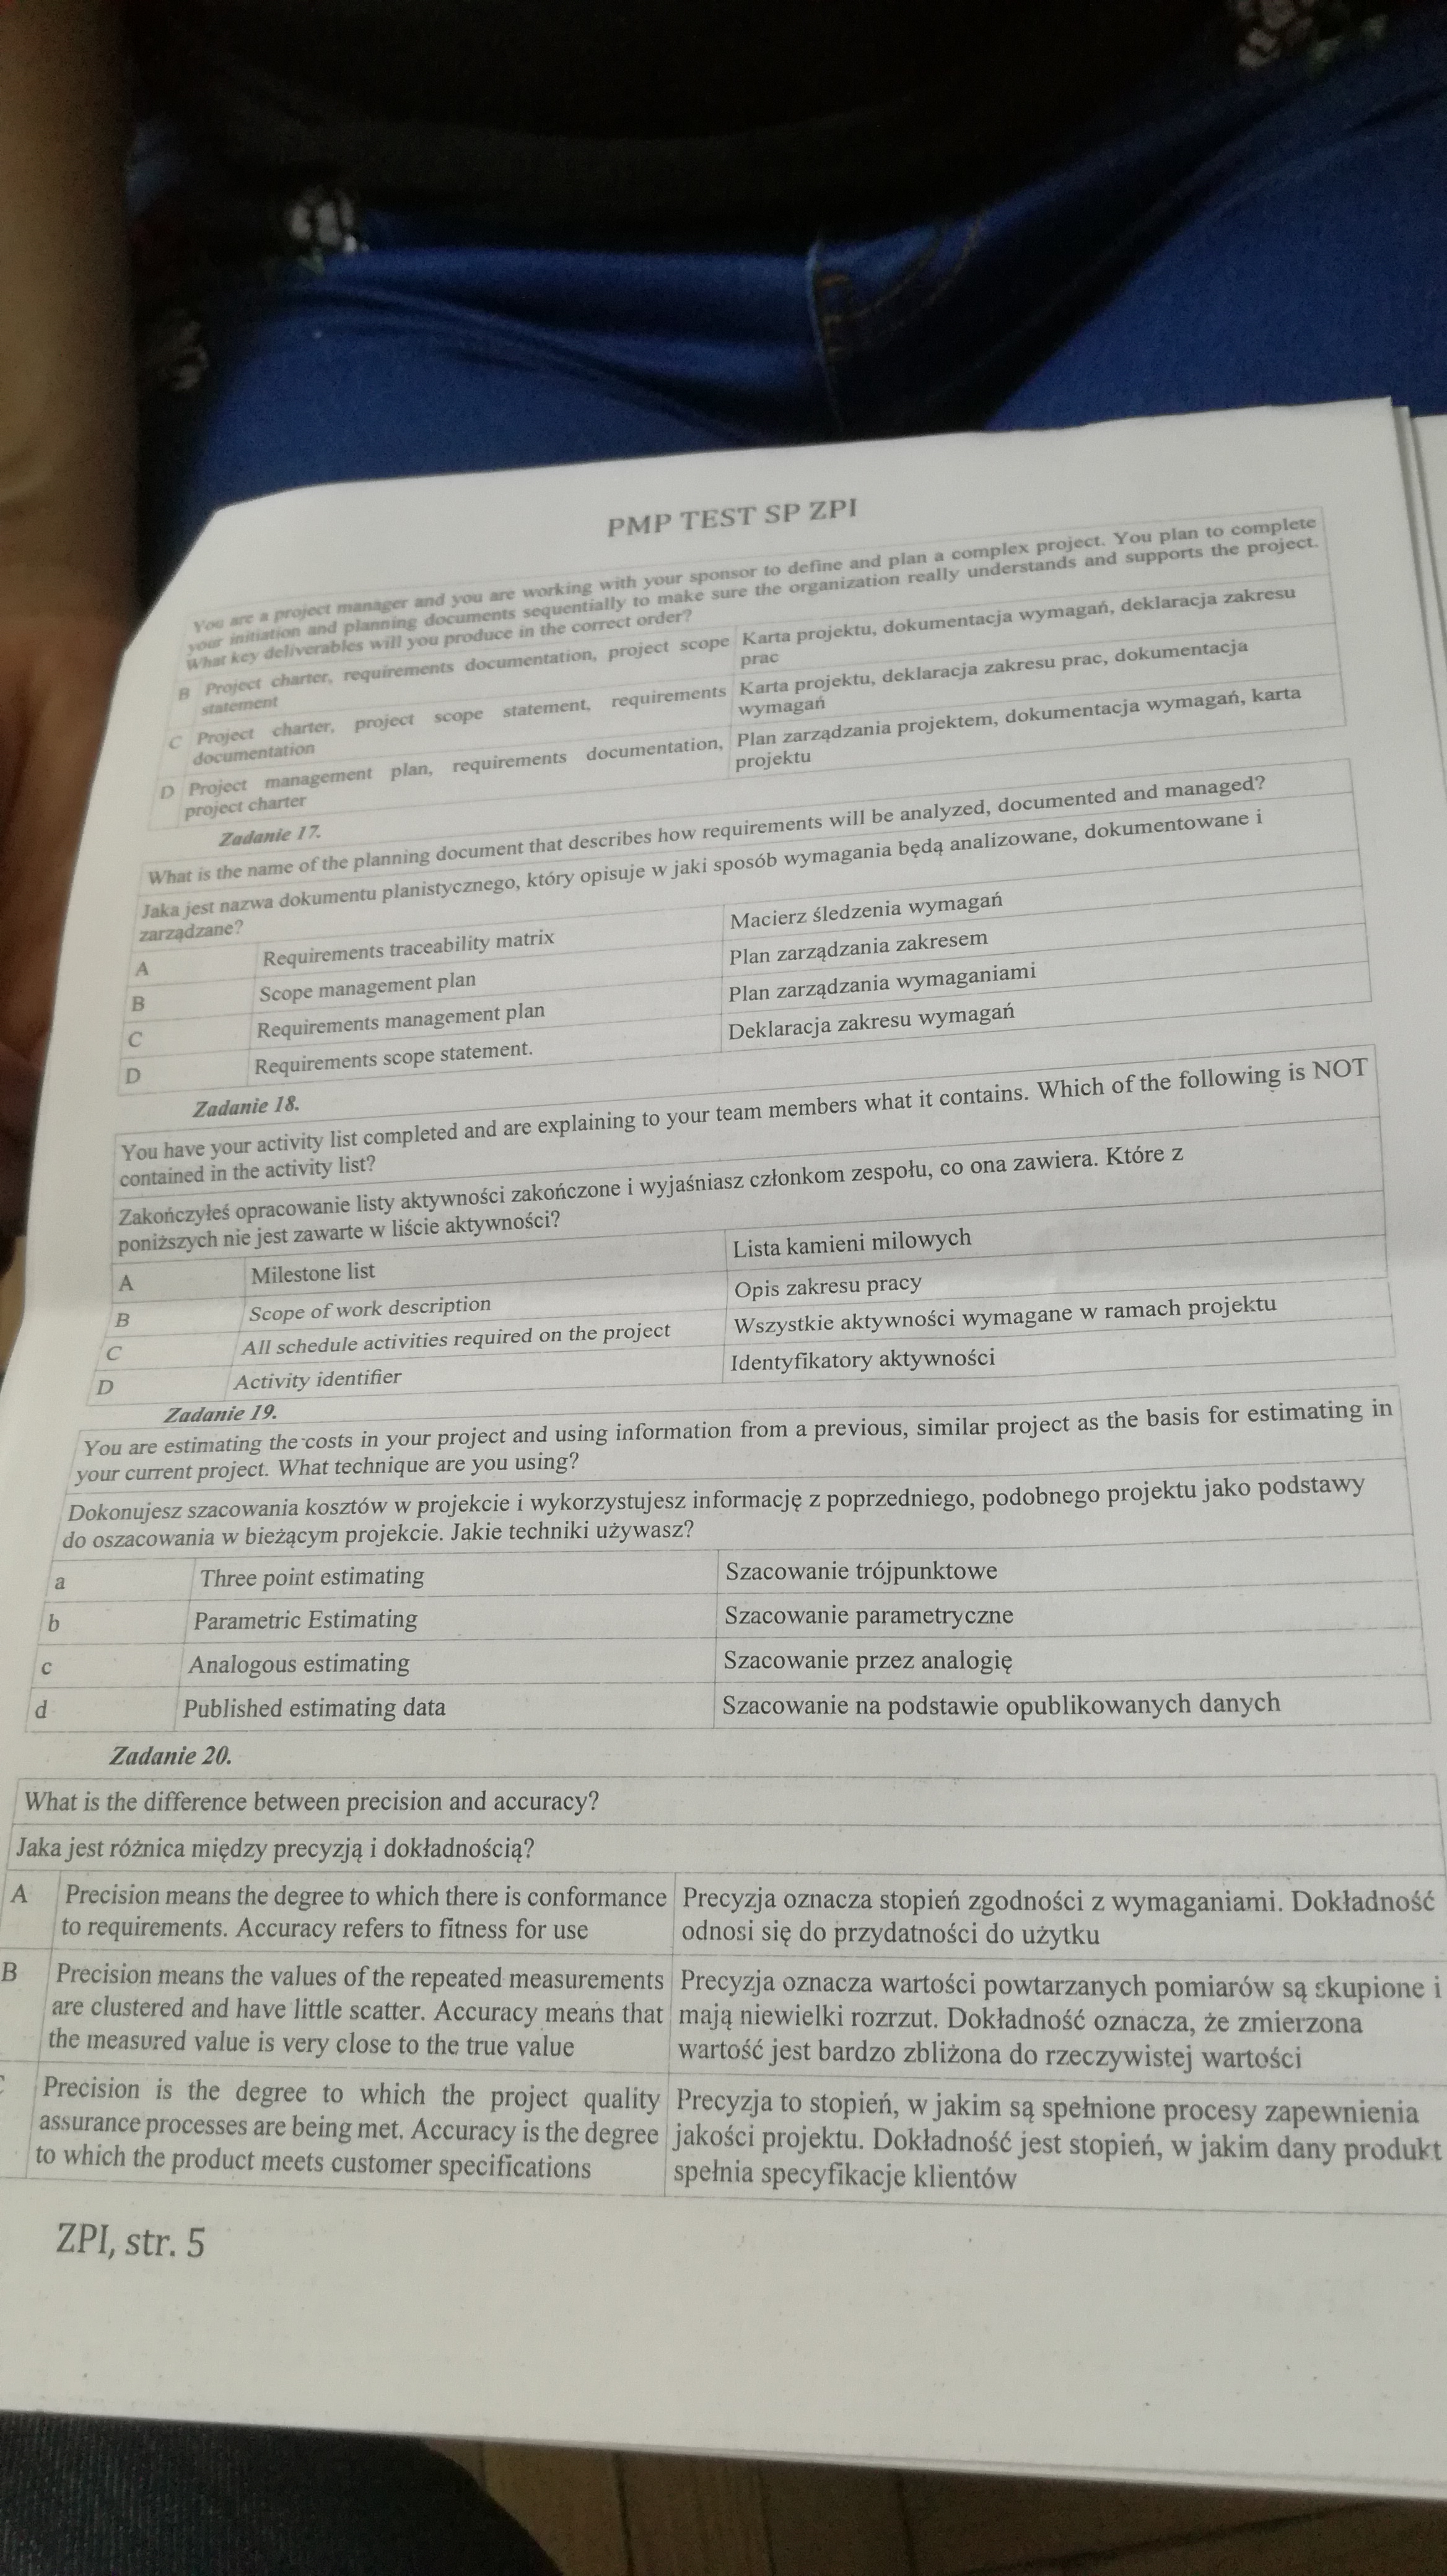 PMP TEST SP ZPI
You are a project manager and you are working with your sponsor to define and plan a complex project. You plan to complete
your initiation and planning documents sequentially to make sure the organization really understands and supports the project.
What key deliverables will you produce in the correct order?
B Project charter, requirements documentation, project scope
statement
Karta projektu, dokumentacja wymagań, deklaracja zakresu
prac
C Project charter, project scope statement, requirements
documentation
Karta projektu, deklaracja zakresu prac, dokumentacja
wymagań
D Project management plan, requirements documentation,
project charter
Plan zarządzania projektem, dokumentacja wymagań, karta
projektu
Zadanie 17.
What is the name of the planning document that describes how requirements will be analyzed, documented and managed?
Jaka jest nazwa dokumentu planistycznego, który opisuje w jaki sposób wymagania będą analizowane, dokumentowane i
zarządzane?
A Requirements traceability matrix Macierz śledzenia wymagań
B Scope management plan Plan zarządzania zakresem
C Requirements management plan Plan zarządzania wymaganiami
D Requirements scope statement. Deklaracja zakresu wymagań
Zadanie 18.
You have your activity list completed and are explaining to your team members what it contains. Which of the following is NOT
contained in the activity list?
Zakończyłeś opracowanie listy aktywności zakończone i wyjaśniasz członkom zespołu, co ona zawiera. Które z
poniższych nie jest zawarte w liście aktywności?
A Milestone list Lista kamieni milowych
B Scope of work description Opis zakresu pracy
C All schedule activities required on the project Wszystkie aktywności wymagane w ramach projektu
D Activity identifier Identyfikatory aktywności
Zadanie 19.
You are estimating the costs in your project and using information from a previous, similar project as the basis for estimating in
your current project. What technique are you using?
Dokonujesz szacowania kosztów w projekcie i wykorzystujesz informację z poprzedniego, podobnego projektu jako podstawy
do oszacowania w bieżącym projekcie. Jakie techniki używasz?
a Three point estimating Szacowanie trójpunktowe
b Parametric Estimating Szacowanie parametryczne
c Analogous estimating Szacowanie przez analogię
d Published estimating data Szacowanie na podstawie opublikowanych danych
Zadanie 20.
What is the difference between precision and accuracy?
Jaka jest różnica między precyzją i dokładnością?
A Precision means the degree to which there is conformance
to requirements. Accuracy refers to fitness for use
Precyzja oznacza stopień zgodności z wymaganiami. Dokładność
odnosi się do przydatności do użytku
B Precision means the values of the repeated measurements
are clustered and have little scatter. Accuracy means that
the measured value is very close to the true value
Precyzja oznacza wartości powtarzanych pomiarów są skupione i
mają niewielki rozrzut. Dokładność oznacza, że zmierzona
wartość jest bardzo zbliżona do rzeczywistej wartości
Precision is the degree to which the project quality
assurance processes are being met. Accuracy is the degree
to which the product meets customer specifications
Precyzja to stopień, w jakim są spełnione procesy zapewnienia
jakości projektu. Dokładność jest stopień, w jakim dany produkt
spełnia specyfikacje klientów
ZPI, str. 5